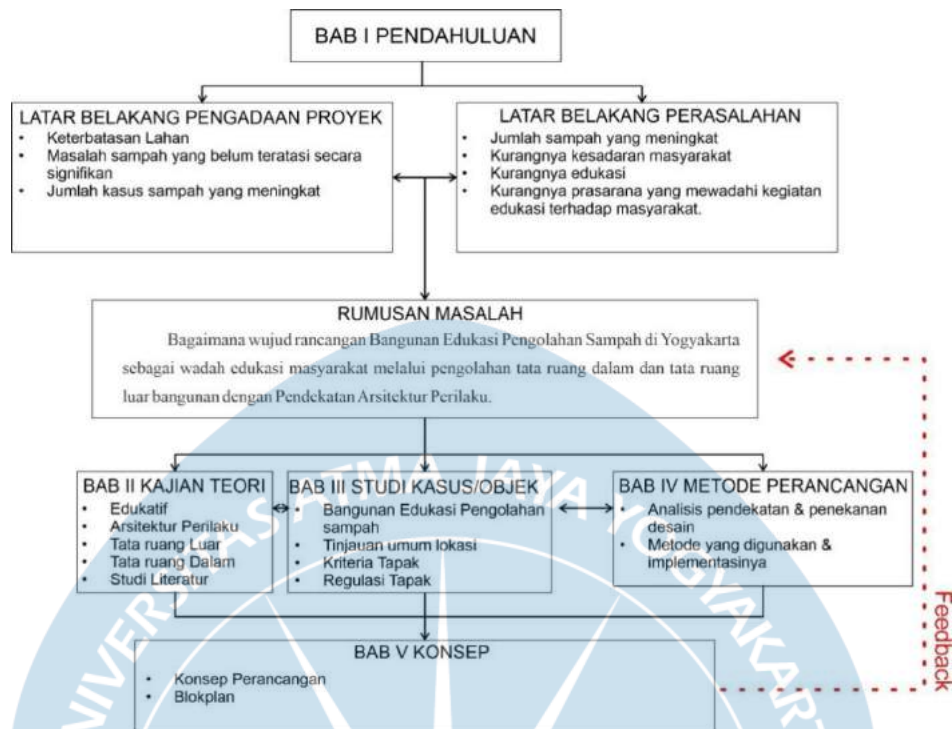 BAB I PENDAHULUAN
LATAR BELAKANG PENGADAAN PROYEK
• Keterbatasan Lahan
• Masalah sampah yang belum teratasi secara
signifikan
• Jumlah kasus sampah yang meningkat
LATAR BELAKANG PERASALAHAN
• Jumlah sampah yang meningkat
• Kurangnya kesadaran masyarakat
• Kurangnya edukasi
• Kurangnya prasarana yang mewadahi kegiatan
edukasi terhadap masyarakat.
RUMUSAN MASALAH
Bagaimana wujud rancangan Bangunan Edukasi Pengolahan Sampah di Yogyakarta
sebagai wadah edukasi masyarakat melalui pengolahan tata ruang dalam dan tata ruang
luar bangunan dengan Pendekatan Arsitektur Perilaku.
BAB II KAJIAN TEORI
• Edukatif
• Arsitektur Perilaku
• Tata ruang Luar
• Tata ruang Dalam
• Studi Literatur
BAB III STUDI KASUS/OBJEK
• Bangunan Edukasi Pengolahan
sampah
• Tinjauan umum lokasi
• Kriteria Tapak
• Regulasi Tapak
BAB IV METODE PERANCANGAN
• Analisis pendekatan & penekanan
desain
• Metode yang digunakan &
implementasinya
BAB V KONSEP
• Konsep Perancangan
• Blokplan
Feedback
UNIVERSITAS ATMA JAYA YOGYAKARTA